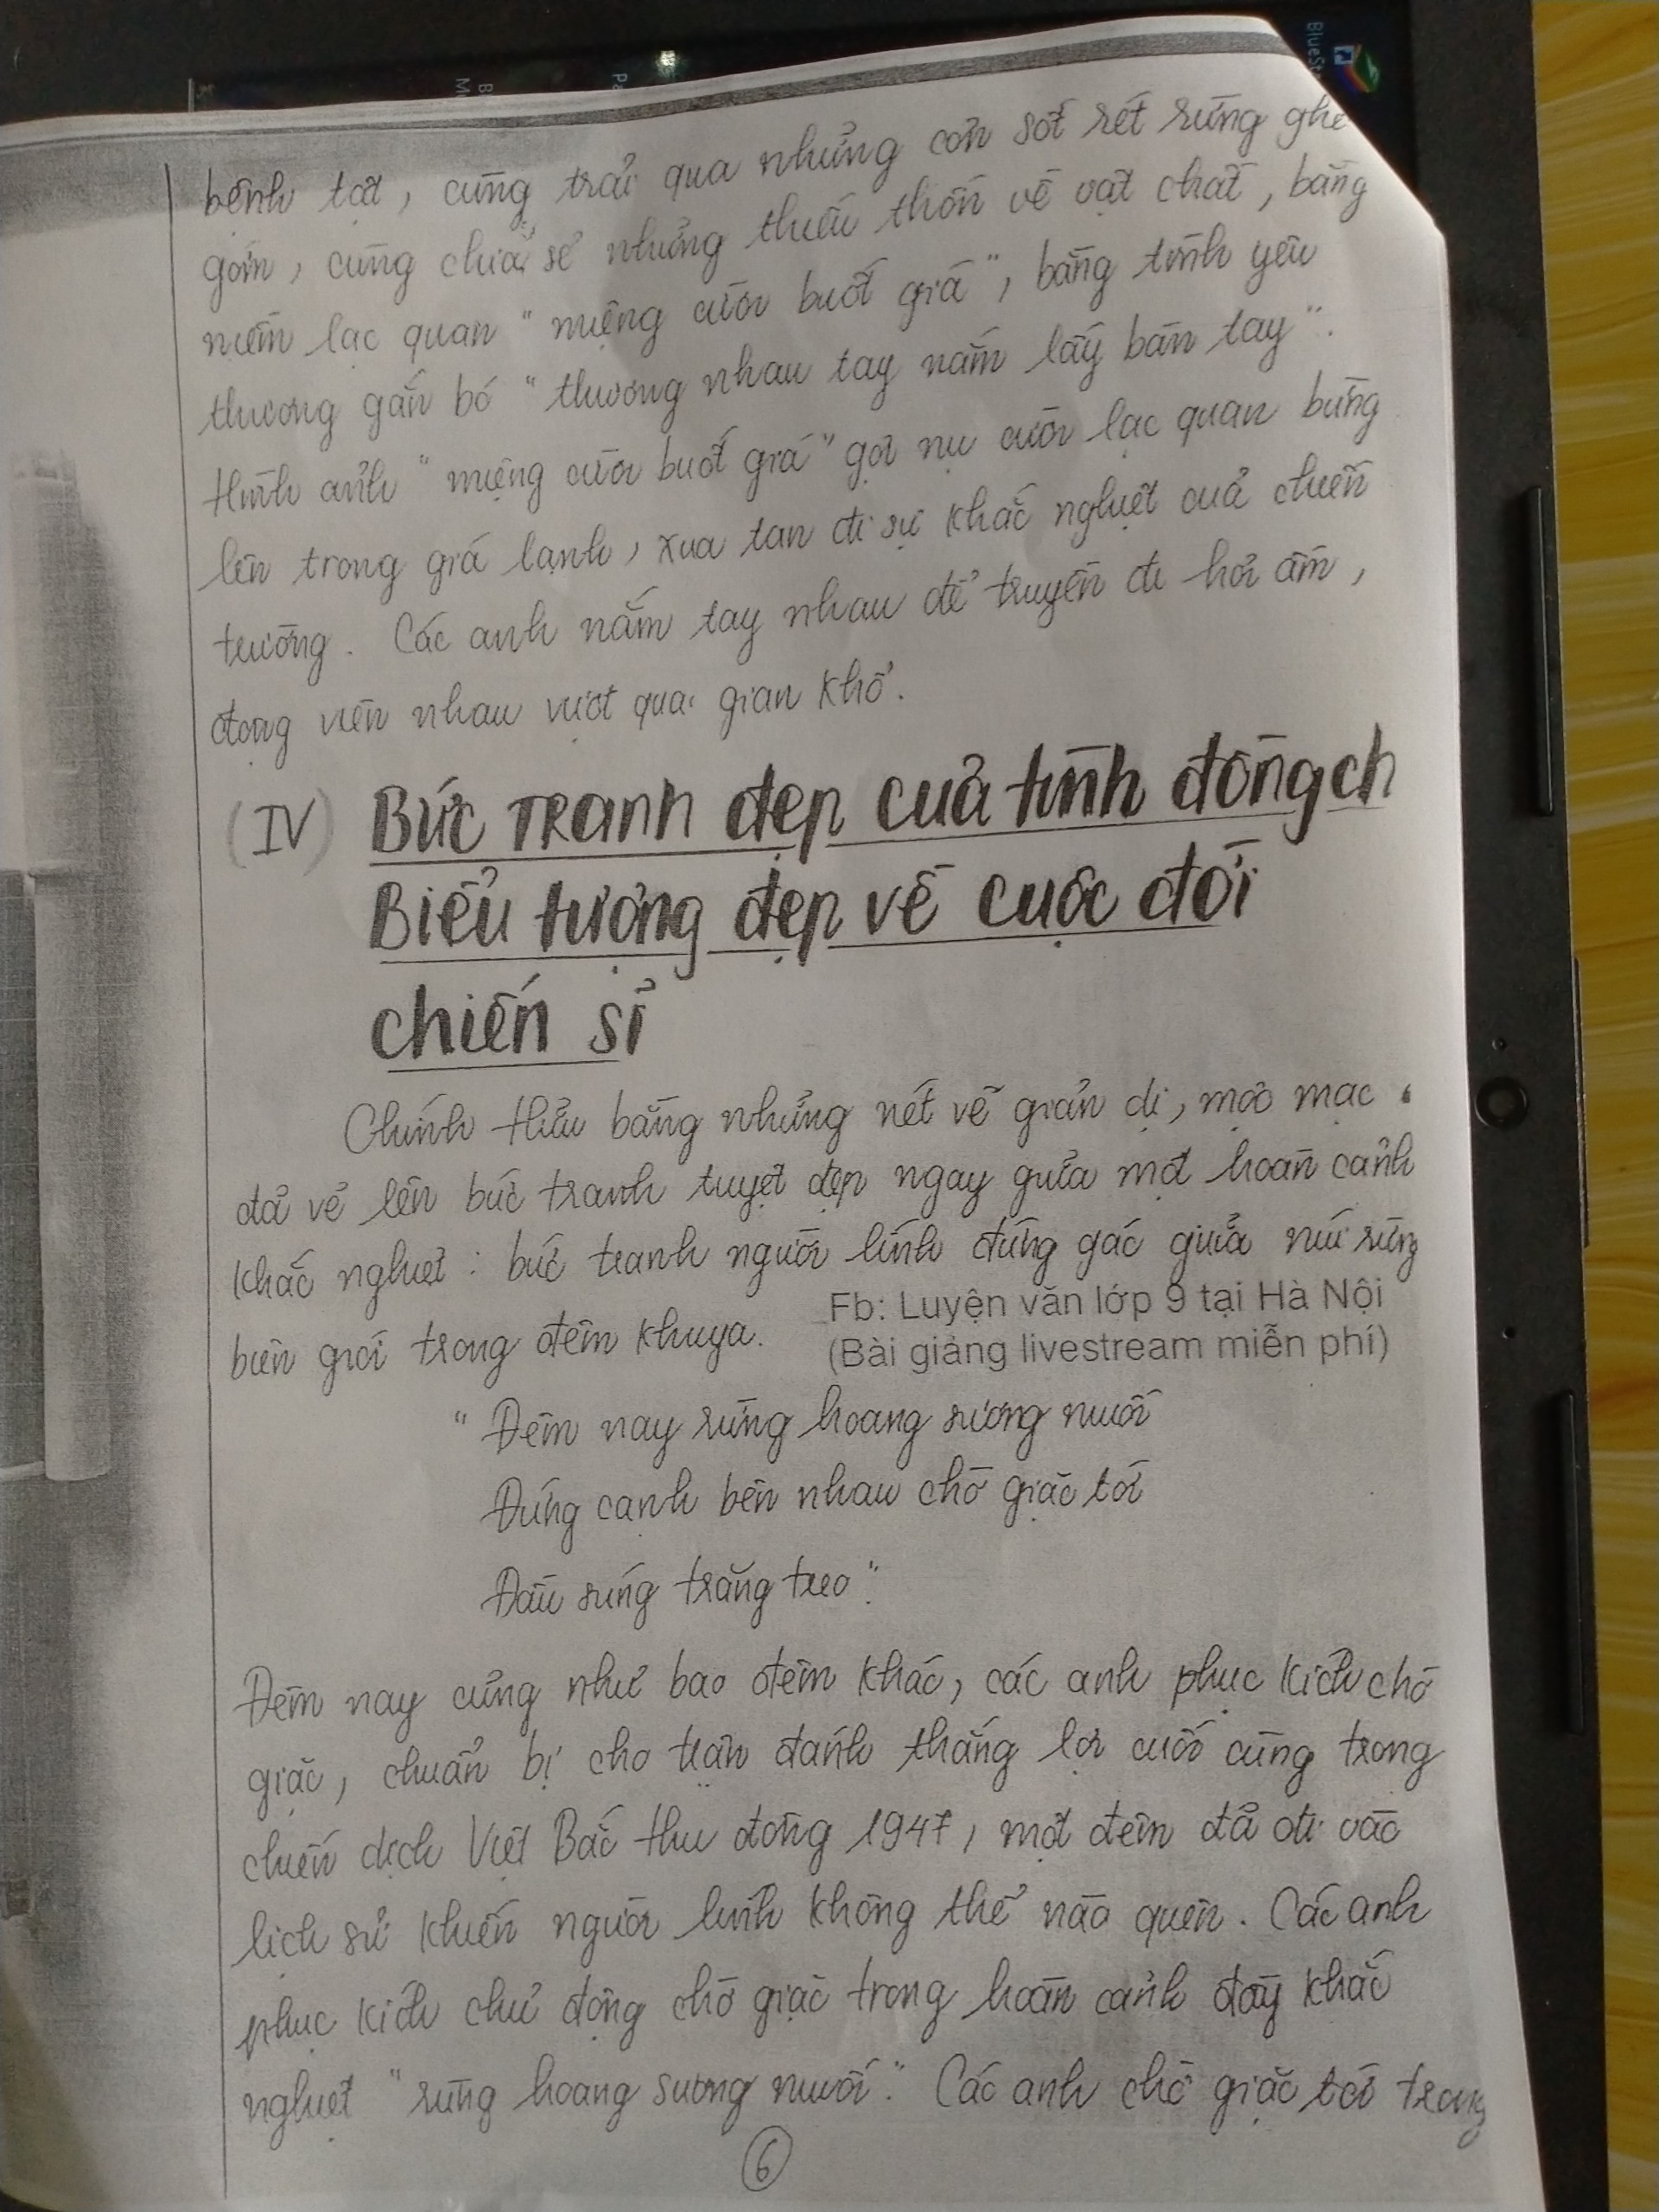 bệnh tật, cùng trải qua những cơn sốt rét rừng ghê
gớm, cùng chia sẻ những thiếu thốn về vật chất, bằng
niềm lạc quan "miệng cười buốt giá", bằng tình yêu
thương gắn bó "thương nhau tay nắm lấy bàn tay".
Hình ảnh "miệng cười buốt giá" gợi nụ cười lạc quan bừng
lên trong giá lạnh, xua tan đi sự khắc nghiệt của chiến
trường. Các anh nắm tay nhau để truyền đi hơi ấm,
động viên nhau vượt qua gian khổ.
(IV) Bức TRanh đẹp của tình đồng ch
Biểu tượng đẹp về cuộc đời
chiến sĩ
Chính Hữu bằng những nét vẽ giản dị, mộc mạc
đã vẽ lên bức tranh tuyệt đẹp ngay giữa một hoàn cảnh
khắc nghiệt: bức tranh người lính đứng gác giữa núi rừng
biên giới trong đêm khuya.
Fb: Luyện văn lớp 9 tại Hà Nội
(Bài giảng livestream miễn phí)
"Đêm nay rừng hoang sương muối
Đứng cạnh bên nhau chờ giặc tới
Đầu súng trăng treo".
Đêm nay cũng như bao đêm khác, các anh phục kích chờ
giặc, chuẩn bị cho trận đánh thắng lợi cuối cùng trong
chiến dịch Việt Bắc thu đông 1947, một đêm đã đi vào
lịch sử khiến người lính không thể nào quên. Các anh
phục kích chủ động chờ giặc trong hoàn cảnh đầy khắc
nghiệt "rừng hoang sương muối". Các anh chờ giặc tới trong
6